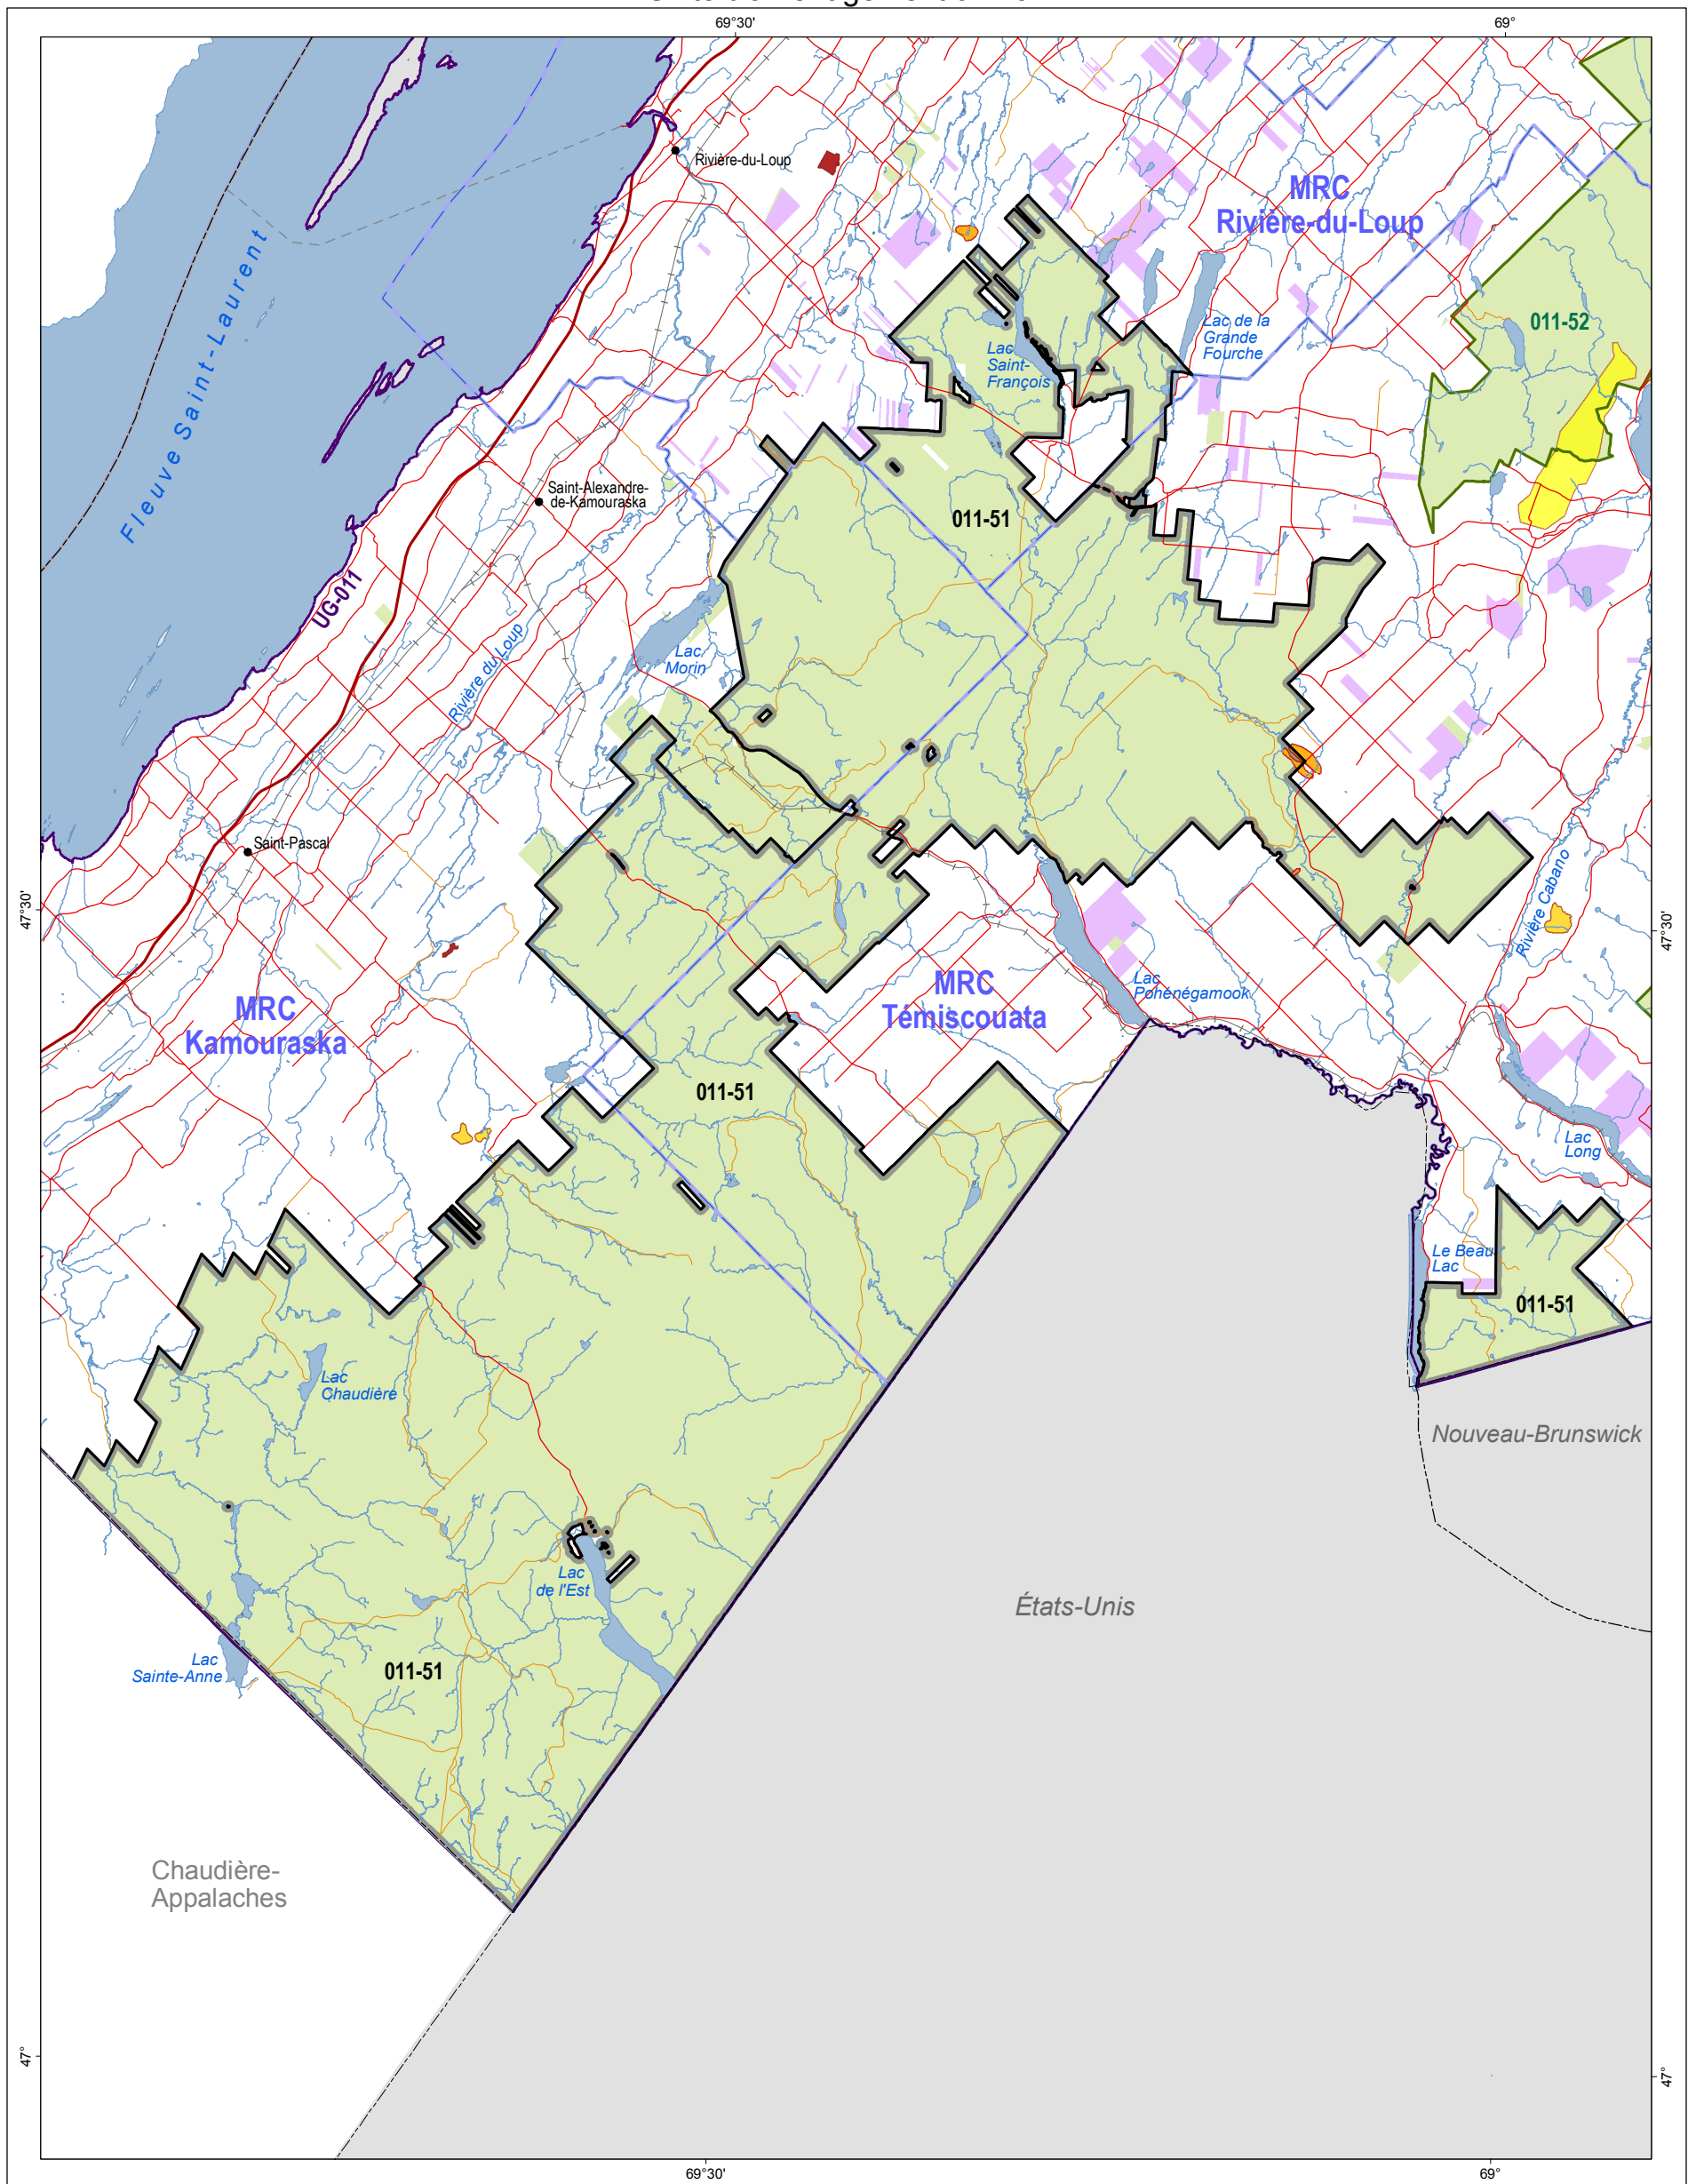 69°30'
69°
Rivière-du-Loup
MRC
Rivière-du-Loup
Fleuve Saint-Laurent
011-52
Lac de la
Grande
Fourche
Lac
Saint-
François
Saint-Alexandre-
de-Kamouraska
011-51
UG-011
Rivière du Loup
Lac
Morin
Saint-Pascal
47°30'
47°30'
Rivière Cabano
MRC
Témiscouata
Lac
Pohénégamook
MRC
Kamouraska
011-51
Lac
Long
Le Beau
Lac
011-51
Lac
Chaudière
Nouveau-Brunswick
Lac
de l'Est
États-Unis
Lac
Sainte-Anne
011-51
Chaudière-
Appalaches
47°
47°
69°30'
69°